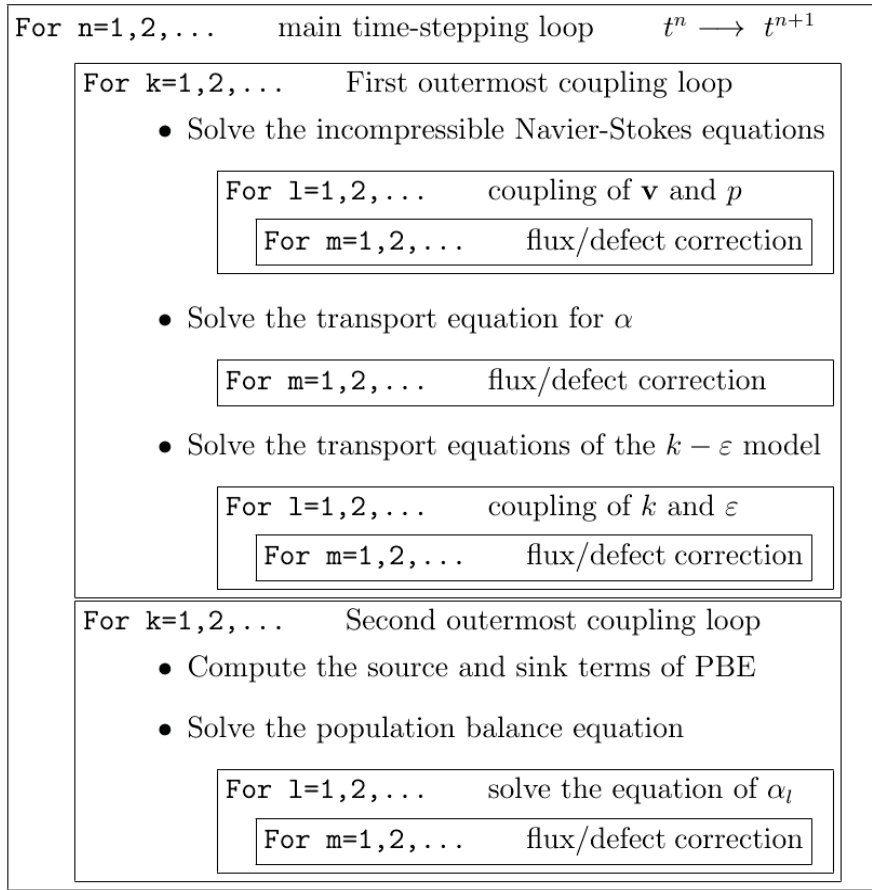 For n=1,2,... main time-stepping loop tⁿ ⟶ tⁿ⁺¹
For k=1,2,... First outermost coupling loop
• Solve the incompressible Navier-Stokes equations
For l=1,2,... coupling of v and p
For m=1,2,... flux/defect correction
• Solve the transport equation for α
For m=1,2,... flux/defect correction
• Solve the transport equations of the k − ε model
For l=1,2,... coupling of k and ε
For m=1,2,... flux/defect correction
For k=1,2,... Second outermost coupling loop
• Compute the source and sink terms of PBE
• Solve the population balance equation
For l=1,2,... solve the equation of αₗ
For m=1,2,... flux/defect correction